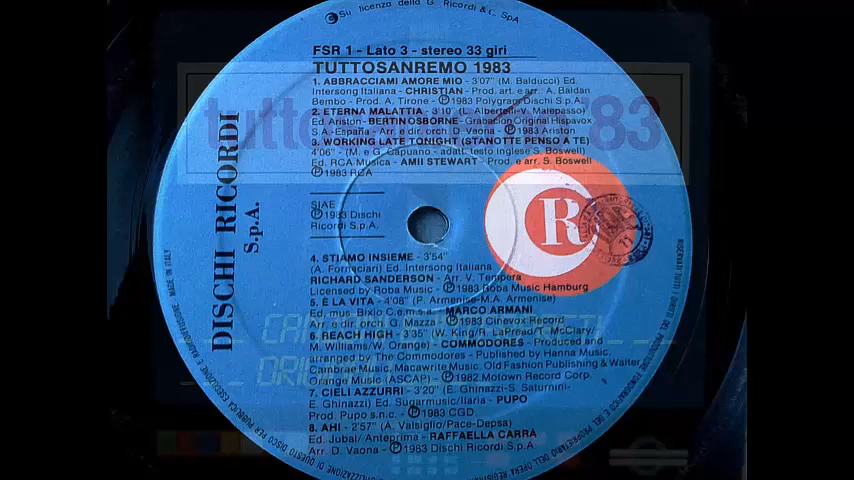 Su licenza della G. Ricordi & C. SpA
FSR 1 - Lato 3 - stereo 33 giri
TUTTOSANREMO 1983
1. ABBRACCIAMI AMORE MIO - 3'07" (M. Balducci) Ed.
Intersong Italiana - CHRISTIAN - Prod. art. e arr.: A. Baldan
Bembo - Prod. A. Tirone - Ⓟ 1983 Polygram Dischi S.p.A.
2. ETERNA MALATTIA - 3'10" (L. Albertelli-V. Malepasso)
Ed. Ariston - BERTIN OSBORNE - Grabation Original Hispavox
S.A.-España - Arr. e dir. orch. D. Vaona - Ⓟ 1983 Ariston
3. WORKING LATE TONIGHT (STANOTTE PENSO A TE)
4'06" - (M. e G. Capuano - adatt. testo inglese S. Boswell)
Ed. RCA Musica - AMII STEWART - Prod. e arr. S. Boswell
Ⓟ 1983 RCA
tutto
'83
DISCHI RICORDI
S.p.A.
SIAE
Ⓟ 1983 Dischi
Ricordi S.p.A.
R
4. STIAMO INSIEME - 3'54"
(A. Fornaciari) Ed. Intersong Italiana
RICHARD SANDERSON - Arr. V. Tempera
Licensed by Roba Music - Ⓟ 1983 Roba Music Hamburg
5. È LA VITA - 4'08" (P. Armenise-M.A. Armenise)
Ed. mus. Bixio C.e.m.s.a. - MARCO ARMANI -
Arr. e dir. orch. G. Mazza - Ⓟ 1983 Cinevox Record
6. REACH HIGH - 3'35" (W. King/R. LaPread/T. McClary/
M. Williams/W. Orange) - COMMODORES - Produced and
arranged by The Commodores - Published by Hanna Music,
Cambrae Music, Macawrite Music, Old Fashion Publishing & Walter
Orange Music (ASCAP) - Ⓟ 1982 Motown Record Corp.
7. CIELI AZZURRI - 3'20" (E. Ghinazzi-S. Saturnini-
E. Ghinazzi) Ed. Sugarmusic/Ilaria - PUPO
Prod. Pupo s.n.c. - Ⓟ 1983 CGD
8. AHI - 2'57" (A. Valsiglio/Pace-Depsa)
Ed. Jubal/Anteprima - RAFFAELLA CARRÀ
Arr. D. Vaona - Ⓟ 1983 Dischi Ricordi S.p.A.
MADE IN ITALY